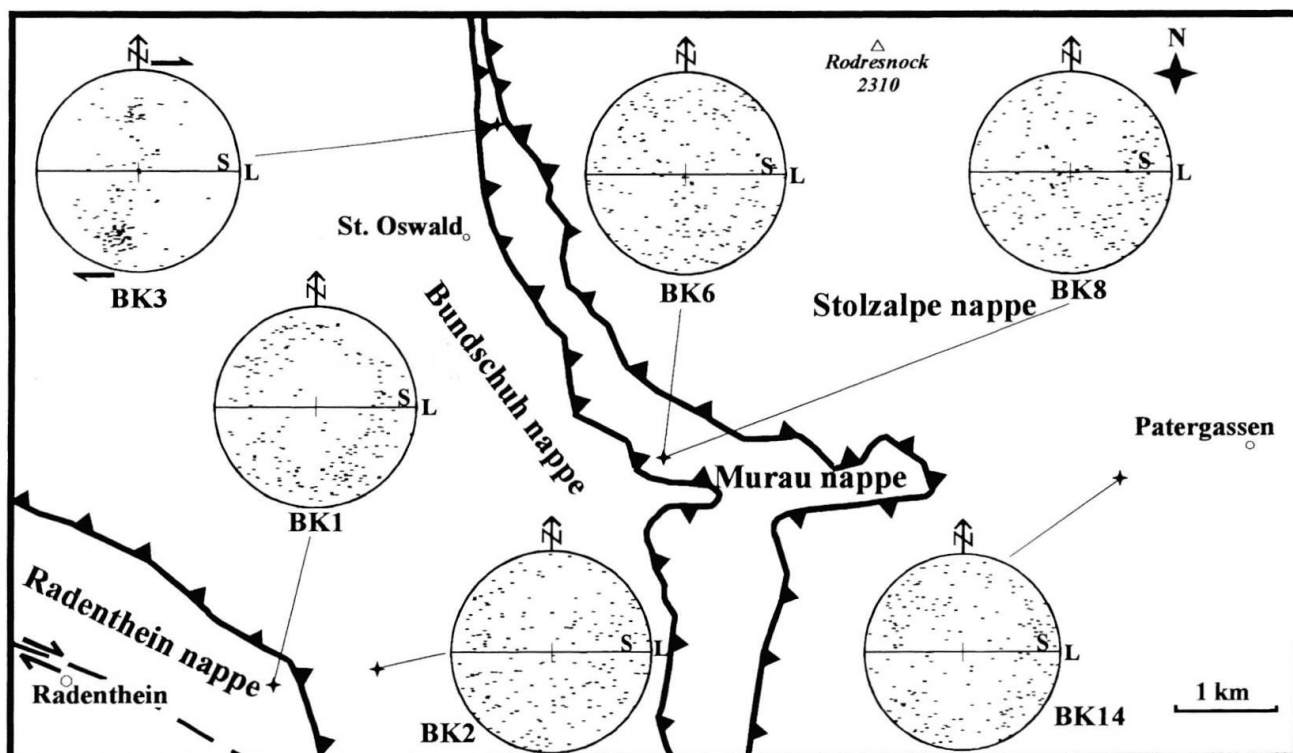 N
N
N
N
Rodresnock
2310
S
L
S
L
S
L
BK3
BK6
BK8
St. Oswald
Stolzalpe nappe
Bundschuh nappe
N
S
L
BK1
Patergassen
Murau nappe
N
N
Radenthein nappe
S
L
S
L
Radenthein
BK2
BK14
1 km